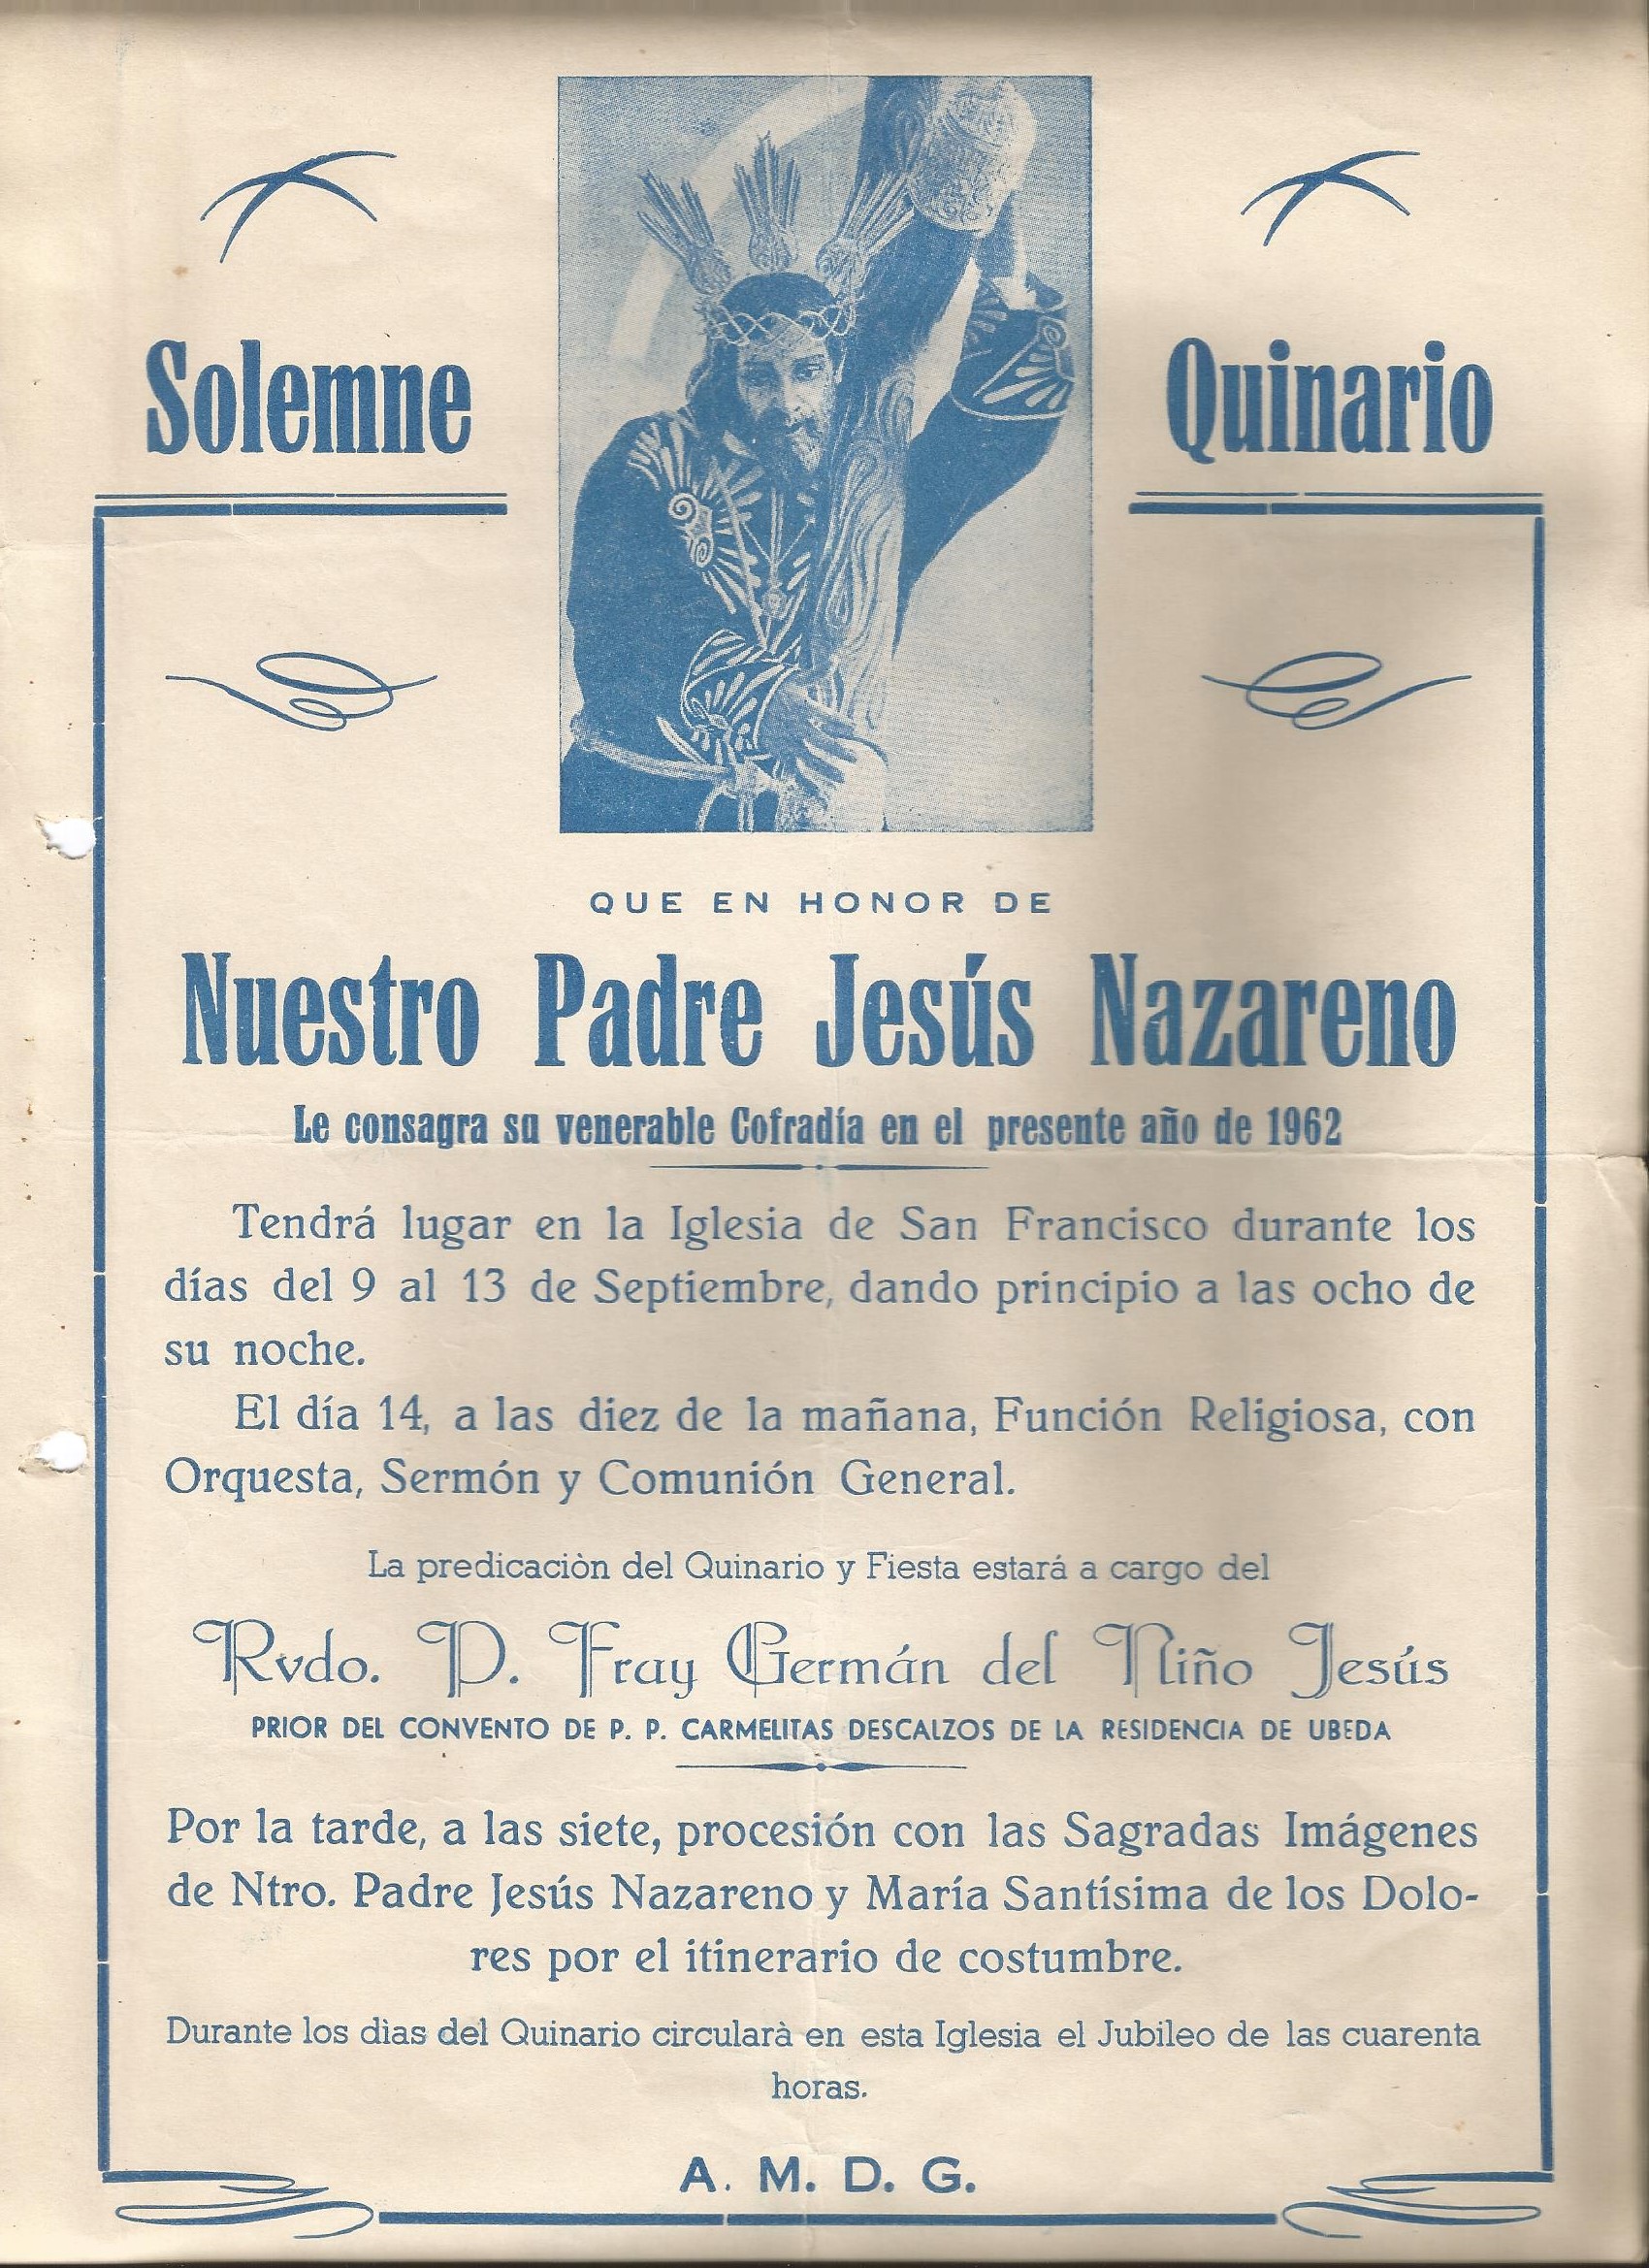 Solemne Quinario
QUE EN HONOR DE
Nuestro Padre Jesús Nazareno
Le consagra su venerable Cofradía en el presente año de 1962
Tendrá lugar en la Iglesia de San Francisco durante los
días del 9 al 13 de Septiembre, dando principio a las ocho de
su noche.
El día 14, a las diez de la mañana, Función Religiosa, con
Orquesta, Sermón y Comunión General.
La predicaciòn del Quinario y Fiesta estará a cargo del
Rvdo. P. Fray Germán del Niño Jesús
PRIOR DEL CONVENTO DE P. P. CARMELITAS DESCALZOS DE LA RESIDENCIA DE UBEDA
Por la tarde, a las siete, procesión con las Sagradas Imágenes
de Ntro. Padre Jesús Nazareno y María Santísima de los Dolo-
res por el itinerario de costumbre.
Durante los dìas del Quinario circularà en esta Iglesia el Jubileo de las cuarenta
horas.
A. M. D. G.